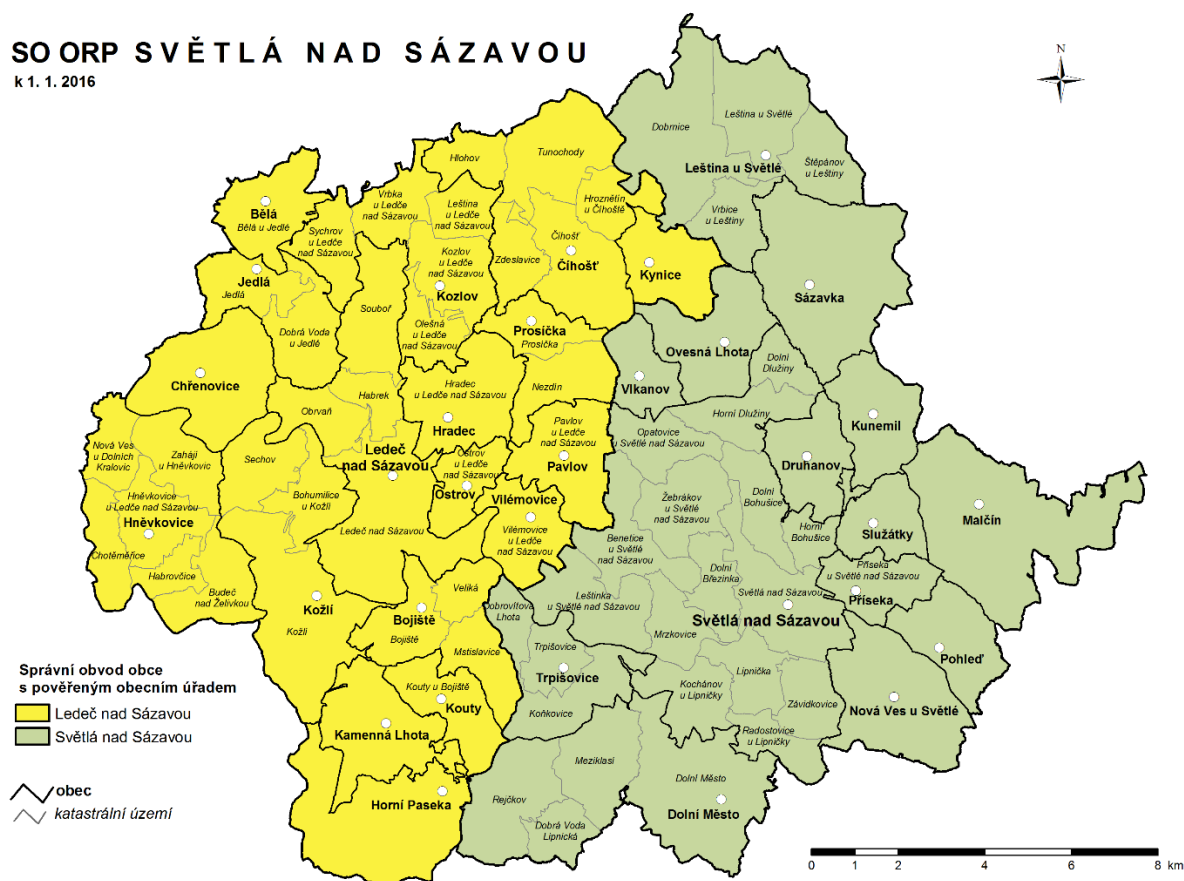 SO ORP SVĚTLÁ NAD SÁZAVOU
k 1. 1. 2016
N
Dobrnice
Leština u Světlé
Leština u Světlé
Štěpánov
u Leštiny
Vrbice
u Leštiny
Hlohov
Tunochody
Vrbka
u Ledče
nad Sázavou
Leština
u Ledče
nad Sázavou
Hroznětín
u Číhoště
Bělá
Bělá u Jedlé
Sychrov
u Ledče
nad Sázavou
Číhošť
Číhošť
Zdeslavice
Kozlov
u Ledče
nad Sázavou
Kozlov
Kynice
Sázavka
Jedlá
Jedlá
Souboř
Dobrá Voda
u Jedlé
Olešná
u Ledče
nad Sázavou
Prosíčka
Prosíčka
Ovesná Lhota
Dolní
Dlužiny
Vlkanov
Chřenovice
Habrek
Hradec
u Ledče nad Sázavou
Hradec
Nezdín
Obrvaň
Horní Dlužiny
Kunemil
Pavlov
u Ledče
nad Sázavou
Pavlov
Opatovice
u Světlé nad Sázavou
Nová Ves
u Dolních
Kralovic
Zahájí
u Hněvkovic
Sechov
Ledeč
nad Sázavou
Ostrov
u Ledče
nad Sázavou
Ostrov
Druhanov
Hněvkovice
u Ledče nad Sázavou
Hněvkovice
Bohumilice
u Kožlí
Vilémovice
Vilémovice
u Ledče
nad Sázavou
Žebrákov
u Světlé
nad Sázavou
Dolní
Bohušice
Malčín
Ledeč nad Sázavou
Horní
Bohušice
Služátky
Benetice
u Světlé
nad Sázavou
Chotěměřice
Habrovčice
Budeč
nad Želivkou
Dolní
Březinka
Příseka
u Světlé nad Sázavou
Příseka
Kožlí
Kožlí
Veliká
Leštinka
u Světlé nad Sázavou
Světlá nad Sázavou
Světlá nad Sázavou
Bojiště
Bojiště
Dobrovítova
Lhota
Mrzkovice
Mstislavice
Trpišovice
Trpišovice
Pohleď
Lipnička
Kochánov
u Lipničky
Kouty u Bojiště
Kouty
Závidkovice
Nová Ves u Světlé
Koňkovice
Kamenná Lhota
Radostovice
u Lipničky
Meziklasí
Dolní Město
Dolní Město
Horní Paseka
Rejčkov
Dobrá Voda
Lipnická
Správní obvod obce
s pověřeným obecním úřadem
Ledeč nad Sázavou
Světlá nad Sázavou
obec
katastrální území
0 1 2 4 6 8 km